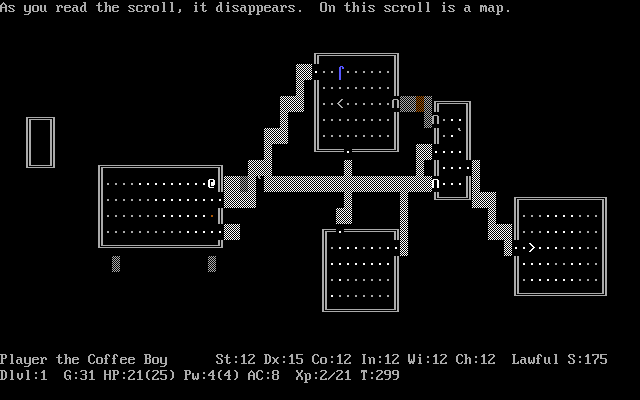 As you read the scroll, it disappears.  On this scroll is a map.
Player the Coffee Boy      St:12 Dx:15 Co:12 In:12 Wi:12 Ch:12  Lawful S:175
Dlvl:1  G:31 HP:21(25) Pw:4(4) AC:8  Xp:2/21 T:299